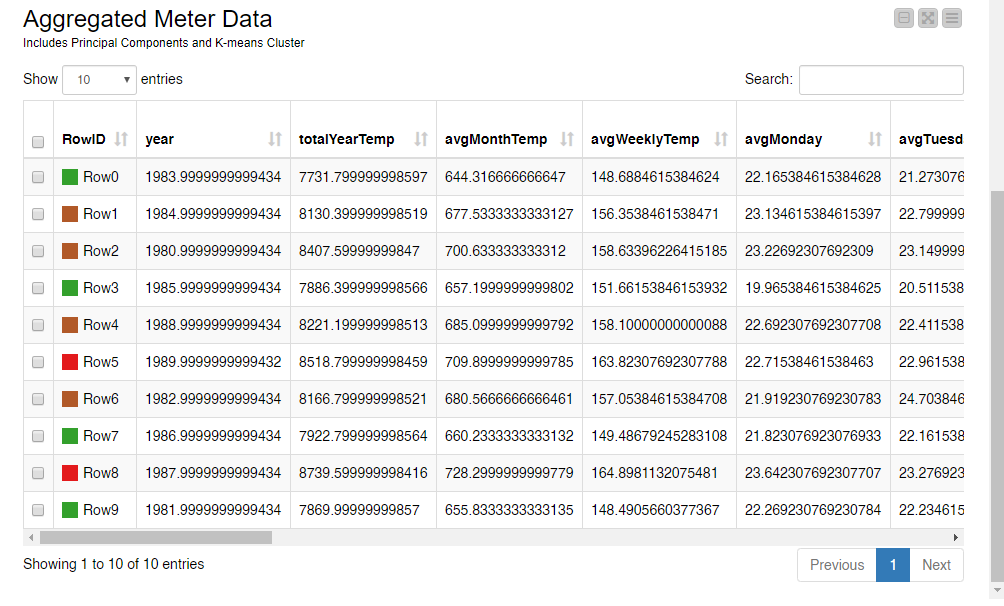 Aggregated Meter Data
Includes Principal Components and K-means Cluster
Show 10 entries Search:
RowID year totalYearTemp avgMonthTemp avgWeeklyTemp avgMonday avgTuesd
Row0 1983.9999999999434 7731.799999998597 644.316666666647 148.6884615384624 22.165384615384628 21.273076
Row1 1984.9999999999434 8130.399999998519 677.5333333333127 156.3538461538471 23.134615384615397 22.799999
Row2 1980.9999999999434 8407.59999999847 700.633333333312 158.63396226415185 23.22692307692309 23.149999
Row3 1985.9999999999434 7886.399999998566 657.1999999999802 151.66153846153932 19.965384615384625 20.511538
Row4 1988.9999999999434 8221.199999998513 685.0999999999792 158.10000000000088 22.692307692307708 22.411538
Row5 1989.9999999999432 8518.799999998459 709.8999999999785 163.82307692307788 22.71538461538463 22.961538
Row6 1982.9999999999434 8166.799999998521 680.5666666666461 157.05384615384708 21.919230769230783 24.703846
Row7 1986.9999999999434 7922.799999998564 660.2333333333132 149.48679245283108 21.823076923076933 22.161538
Row8 1987.9999999999434 8739.599999998416 728.2999999999779 164.8981132075481 23.642307692307707 23.276923
Row9 1981.9999999999434 7869.99999999857 655.8333333333135 148.4905660377367 22.269230769230784 22.234615
Showing 1 to 10 of 10 entries Previous 1 Next